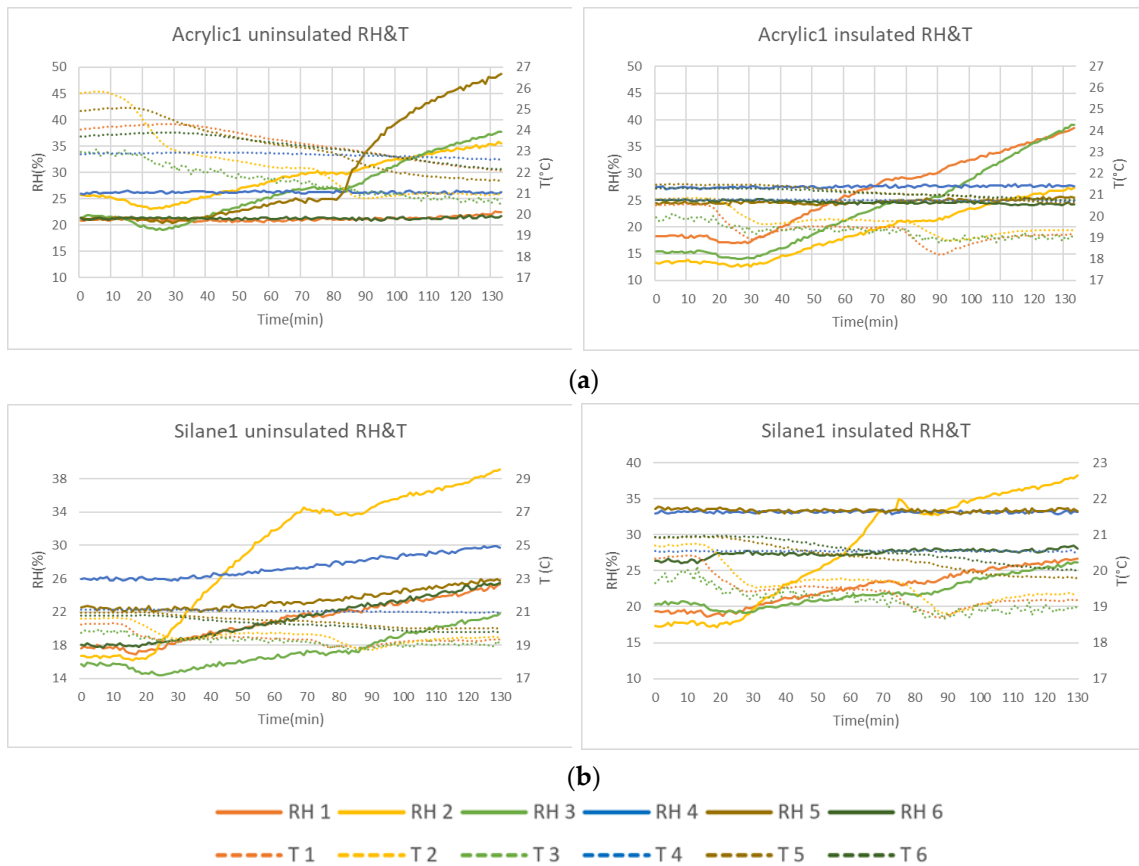 Acrylic1 uninsulated RH&T
RH(%)
50
45
40
35
30
25
20
15
10
27
26
25
24
23
22
21
20
19
18
17
T(°C)
0 10 20 30 40 50 60 70 80 90 100 110 120 130
Time(min)
Acrylic1 insulated RH&T
RH(%)
50
45
40
35
30
25
20
15
10
27
26
25
24
23
22
21
20
19
18
17
T(°C)
0 10 20 30 40 50 60 70 80 90 100 110 120 130
Time(min)
(a)
Silane1 uninsulated RH&T
RH(%)
38
34
30
26
22
18
14
29
27
25
23
21
19
17
T (°C)
0 10 20 30 40 50 60 70 80 90 100 110 120 130
Time(min)
Silane1 insulated RH&T
RH(%)
40
35
30
25
20
15
10
23
22
21
20
19
18
17
T(°C)
0 10 20 30 40 50 60 70 80 90 100 110 120 130
Time(min)
(b)
RH 1 RH 2 RH 3 RH 4 RH 5 RH 6
T 1 T 2 T 3 T 4 T 5 T 6